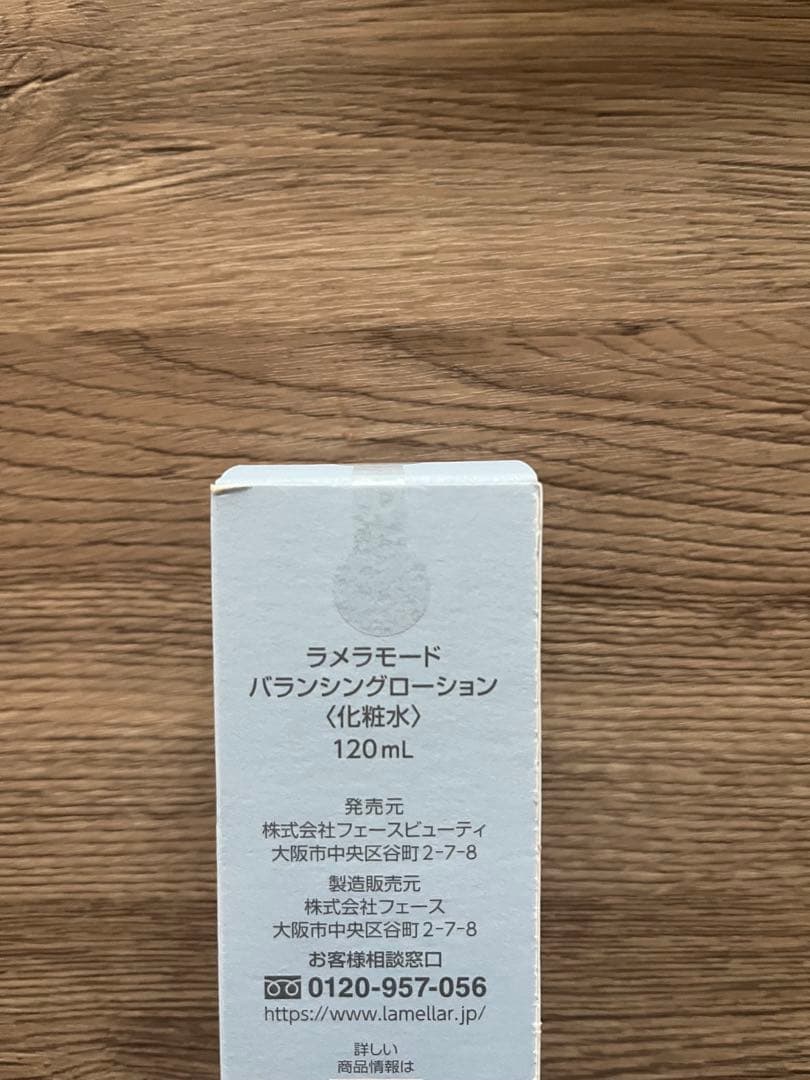 ラメラモード
バランシングローション
〈化粧水〉
120mL
発売元
株式会社フェースビューティ
大阪市中央区谷町2-7-8
製造販売元
株式会社フェース
大阪市中央区谷町2-7-8
お客様相談窓口
0120-957-056
https://www.lamellar.jp/
詳しい
商品情報は